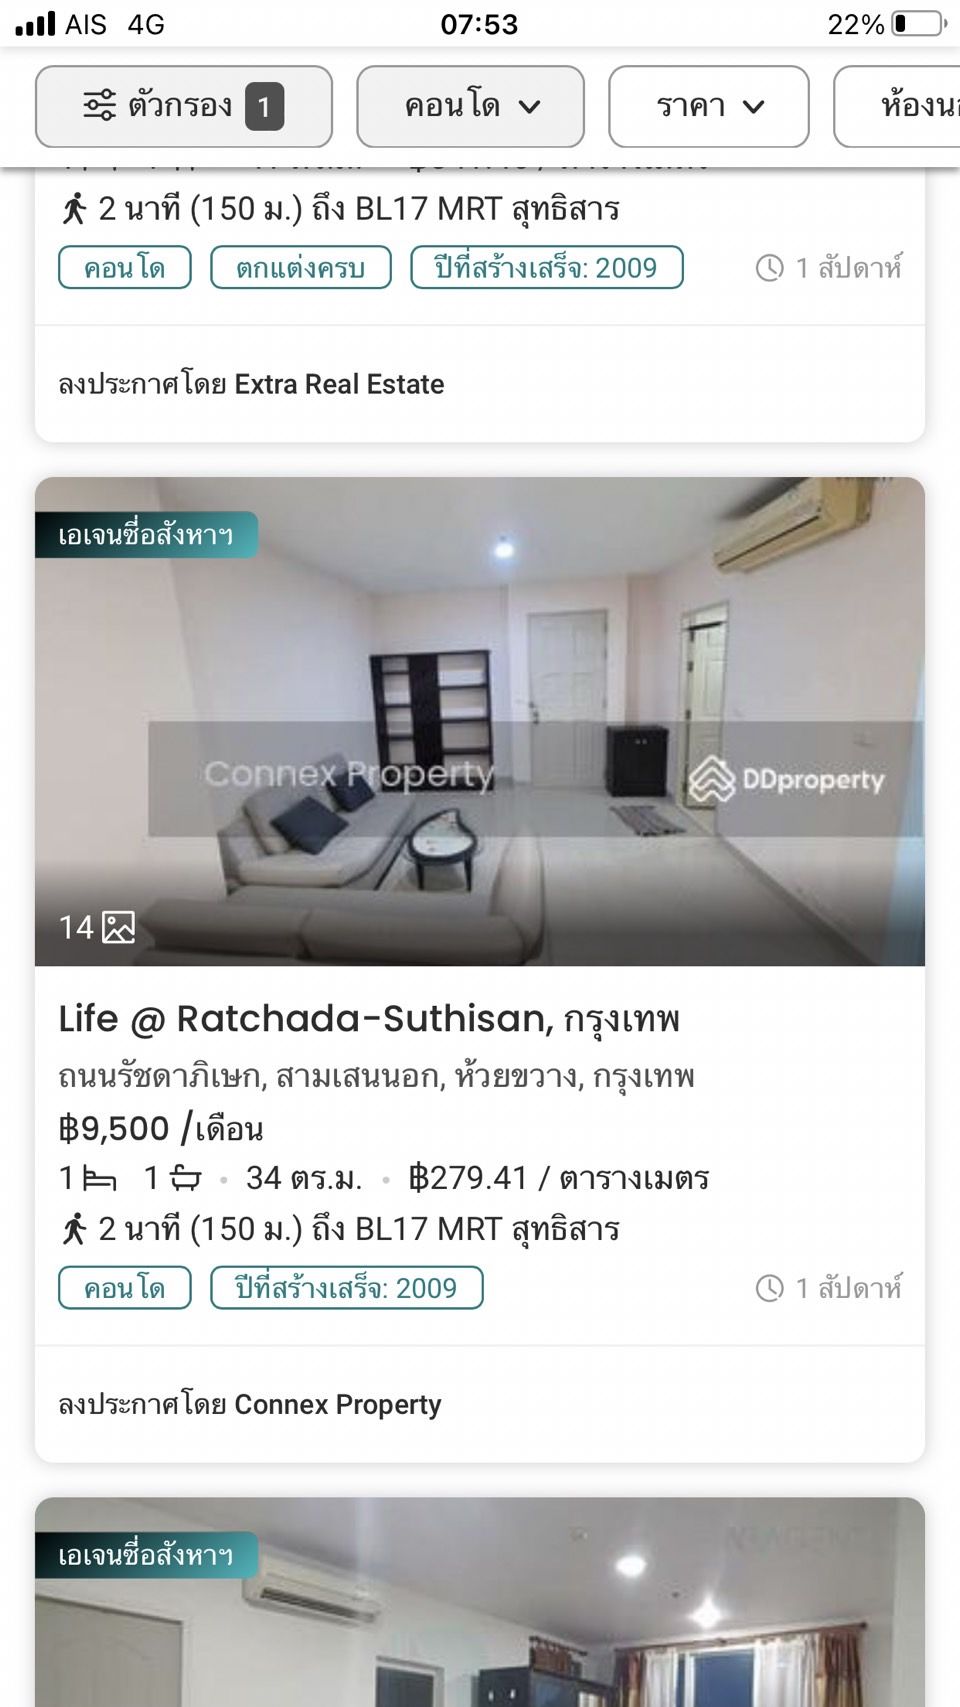 AIS 4G 07:53 22%
ตัวกรอง 1 คอนโด ราคา
2 นาที (150 ม.) ถึง BL17 MRT สุทธิสาร
คอนโด ตกแต่งครบ ปีที่สร้างเสร็จ: 2009 1 สัปดาห์
ลงประกาศโดย Extra Real Estate
เอเจนซี่อสังหาฯ
Connex Property DDproperty
14
Life @ Ratchada-Suthisan, กรุงเทพ
ถนนรัชดาภิเษก, สามเสนนอก, ห้วยขวาง, กรุงเทพ
฿9,500 /เดือน
1 1 • 34 ตร.ม. • ฿279.41 / ตารางเมตร
2 นาที (150 ม.) ถึง BL17 MRT สุทธิสาร
คอนโด ปีที่สร้างเสร็จ: 2009 1 สัปดาห์
ลงประกาศโดย Connex Property
เอเจนซี่อสังหาฯ